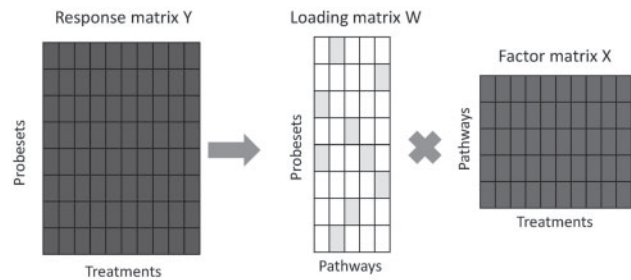 Response matrix Y
Loading matrix W
Factor matrix X
Probesets
Probesets
Pathways
Treatments
Pathways
Treatments